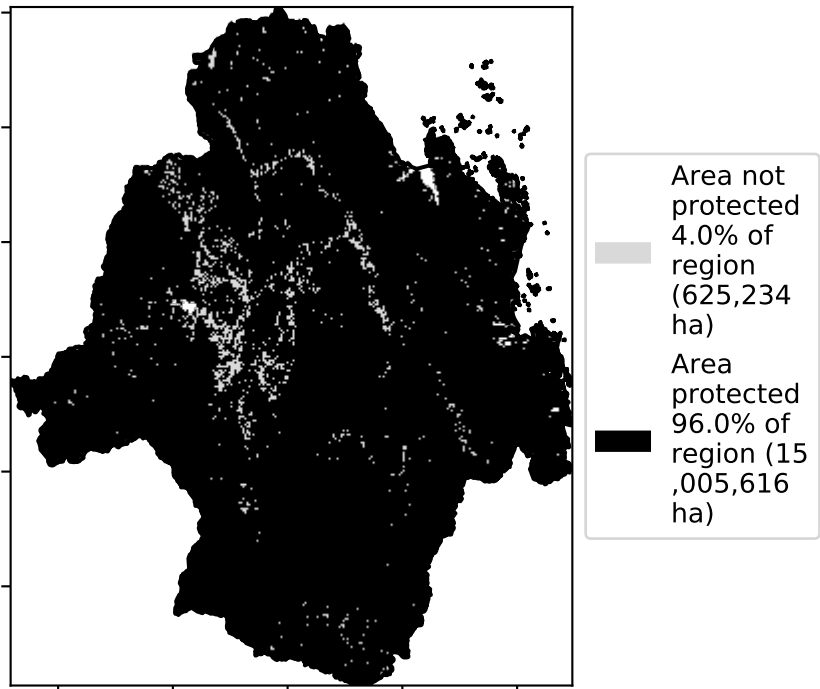 Area not
protected
4.0% of
region
(625,234
ha)
Area
protected
96.0% of
region (15
,005,616
ha)